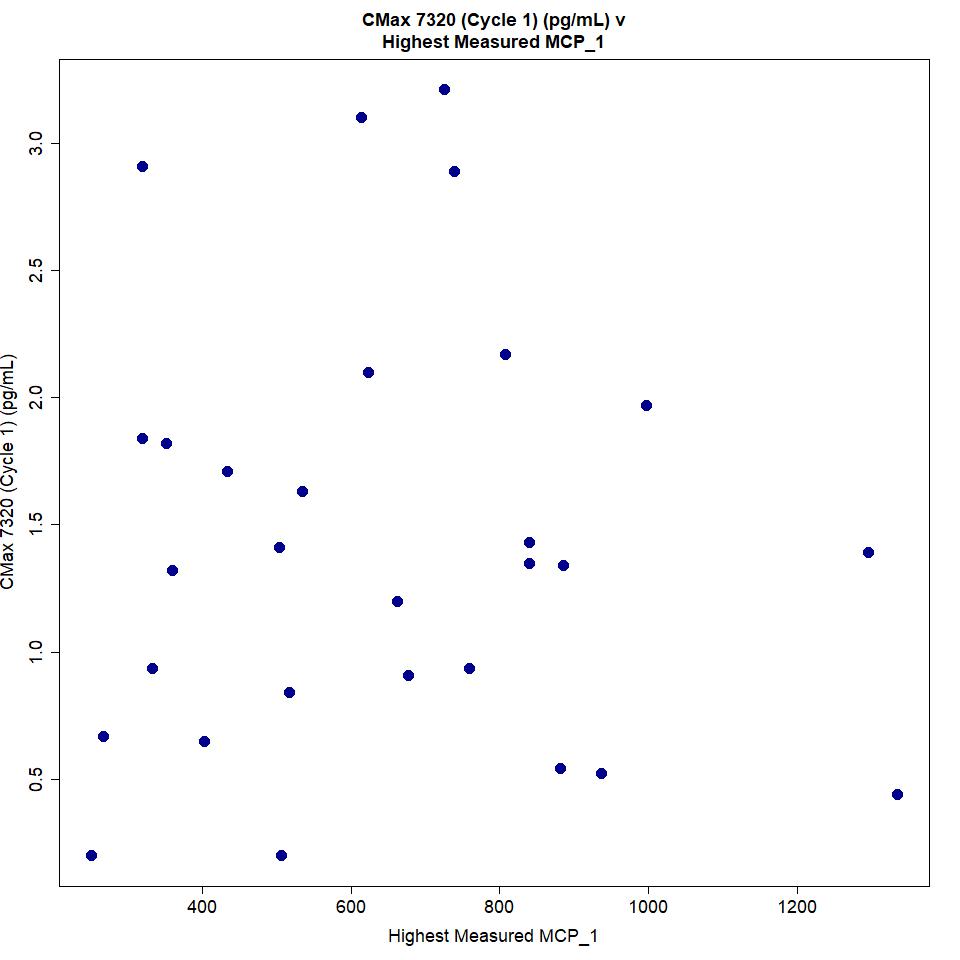 CMax 7320 (Cycle 1) (pg/mL) v
Highest Measured MCP_1
CMax 7320 (Cycle 1) (pg/mL)
3.0
2.5
2.0
1.5
1.0
0.5
400 600 800 1000 1200
Highest Measured MCP_1